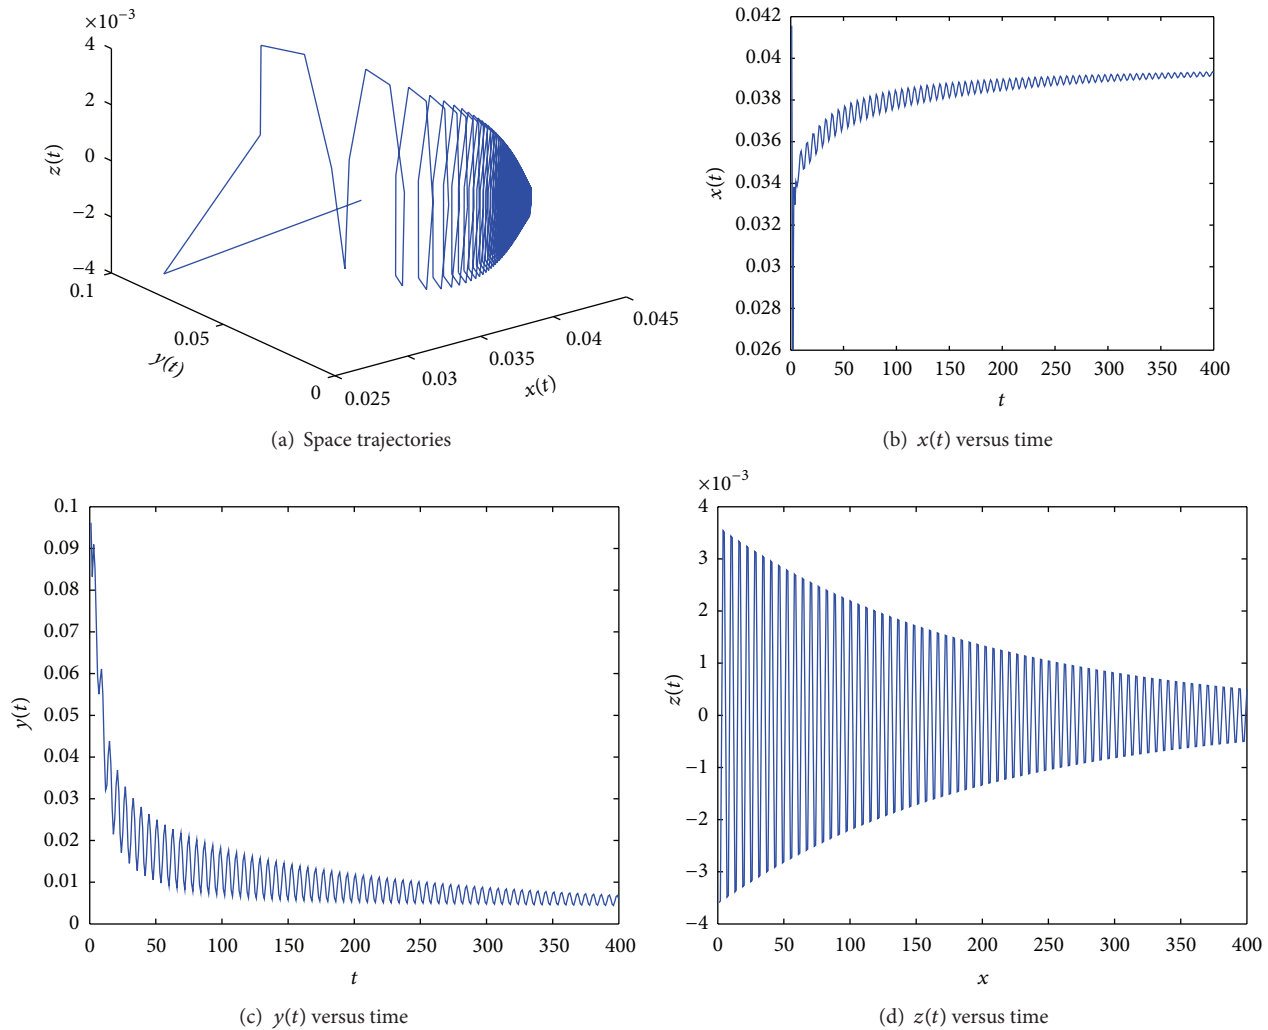 ×10⁻³
4
2
0
−2
−4
z(t)
0.1
0.05
0
y(t)
0.025
0.03
0.035
0.04
0.045
x(t)
(a) Space trajectories
0.042
0.04
0.038
0.036
0.034
0.032
0.03
0.028
0.026
x(t)
0 50 100 150 200 250 300 350 400
t
(b) x(t) versus time
0.1
0.09
0.08
0.07
0.06
0.05
0.04
0.03
0.02
0.01
0
y(t)
0 50 100 150 200 250 300 350 400
t
(c) y(t) versus time
×10⁻³
4
3
2
1
0
−1
−2
−3
−4
z(t)
0 50 100 150 200 250 300 350 400
x
(d) z(t) versus time